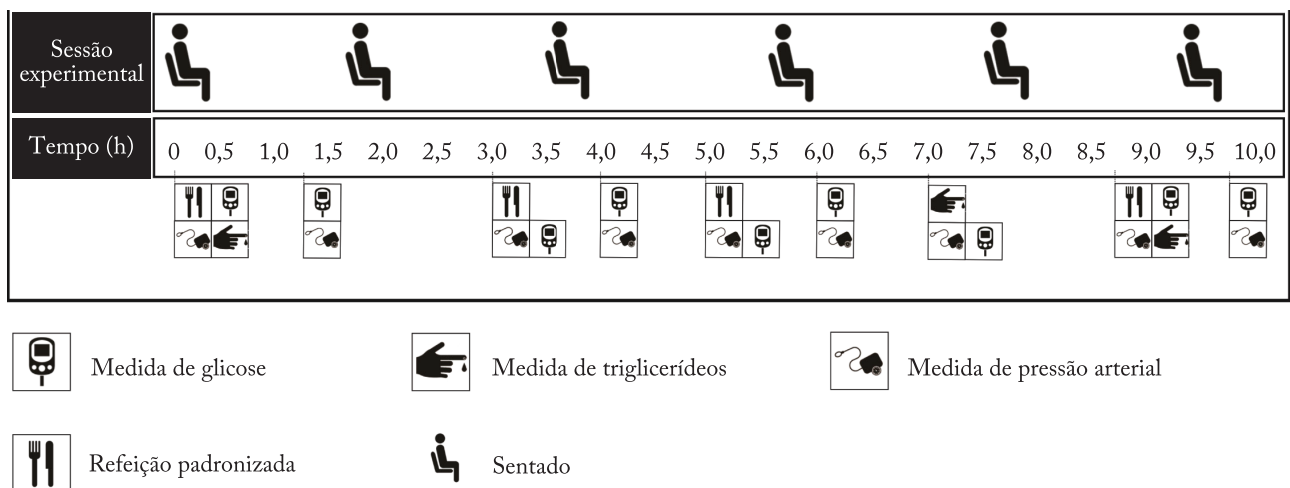 Sessão
experimental
Tempo (h)
0 0,5 1,0 1,5 2,0 2,5 3,0 3,5 4,0 4,5 5,0 5,5 6,0 6,5 7,0 7,5 8,0 8,5 9,0 9,5 10,0
Medida de glicose
Medida de triglicerídeos
Medida de pressão arterial
Refeição padronizada
Sentado